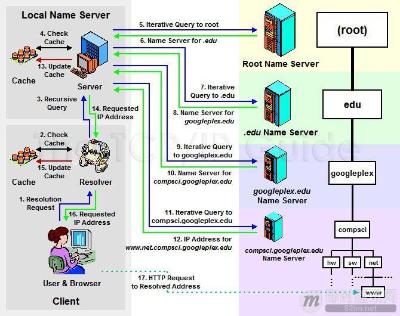 Local Name Server
4. Check
Cache
13. Update
Cache
Cache
Server
3. Recursive
Query
14. Requested
IP Address
2. Check
Cache
15. Update
Cache
Cache
Resolver
1. Resolution
Request
16. Requested
IP Address
User & Browser
Client
5. Iterative Query to root
6. Name Server for .edu
7. Iterative
Query to .edu
8. Name Server for
googleplex.edu
9. Iterative Query
to googleplex.edu
10. Name Server for
compsci.googleplex.edu
11. Iterative Query to
compsci.googleplex.edu
12. IP Address for
www.net.compsci.googleplex.edu
17. HTTP Request
to Resolved Address
Root Name Server
.edu Name Server
googleplex.edu
Name Server
compsci.googleplex.edu
Name Server
(root)
edu
googleplex
compsci
hw
sw
net
www